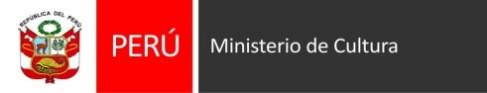 REPÚBLICA DEL PERÚ
PERÚ
Ministerio de Cultura